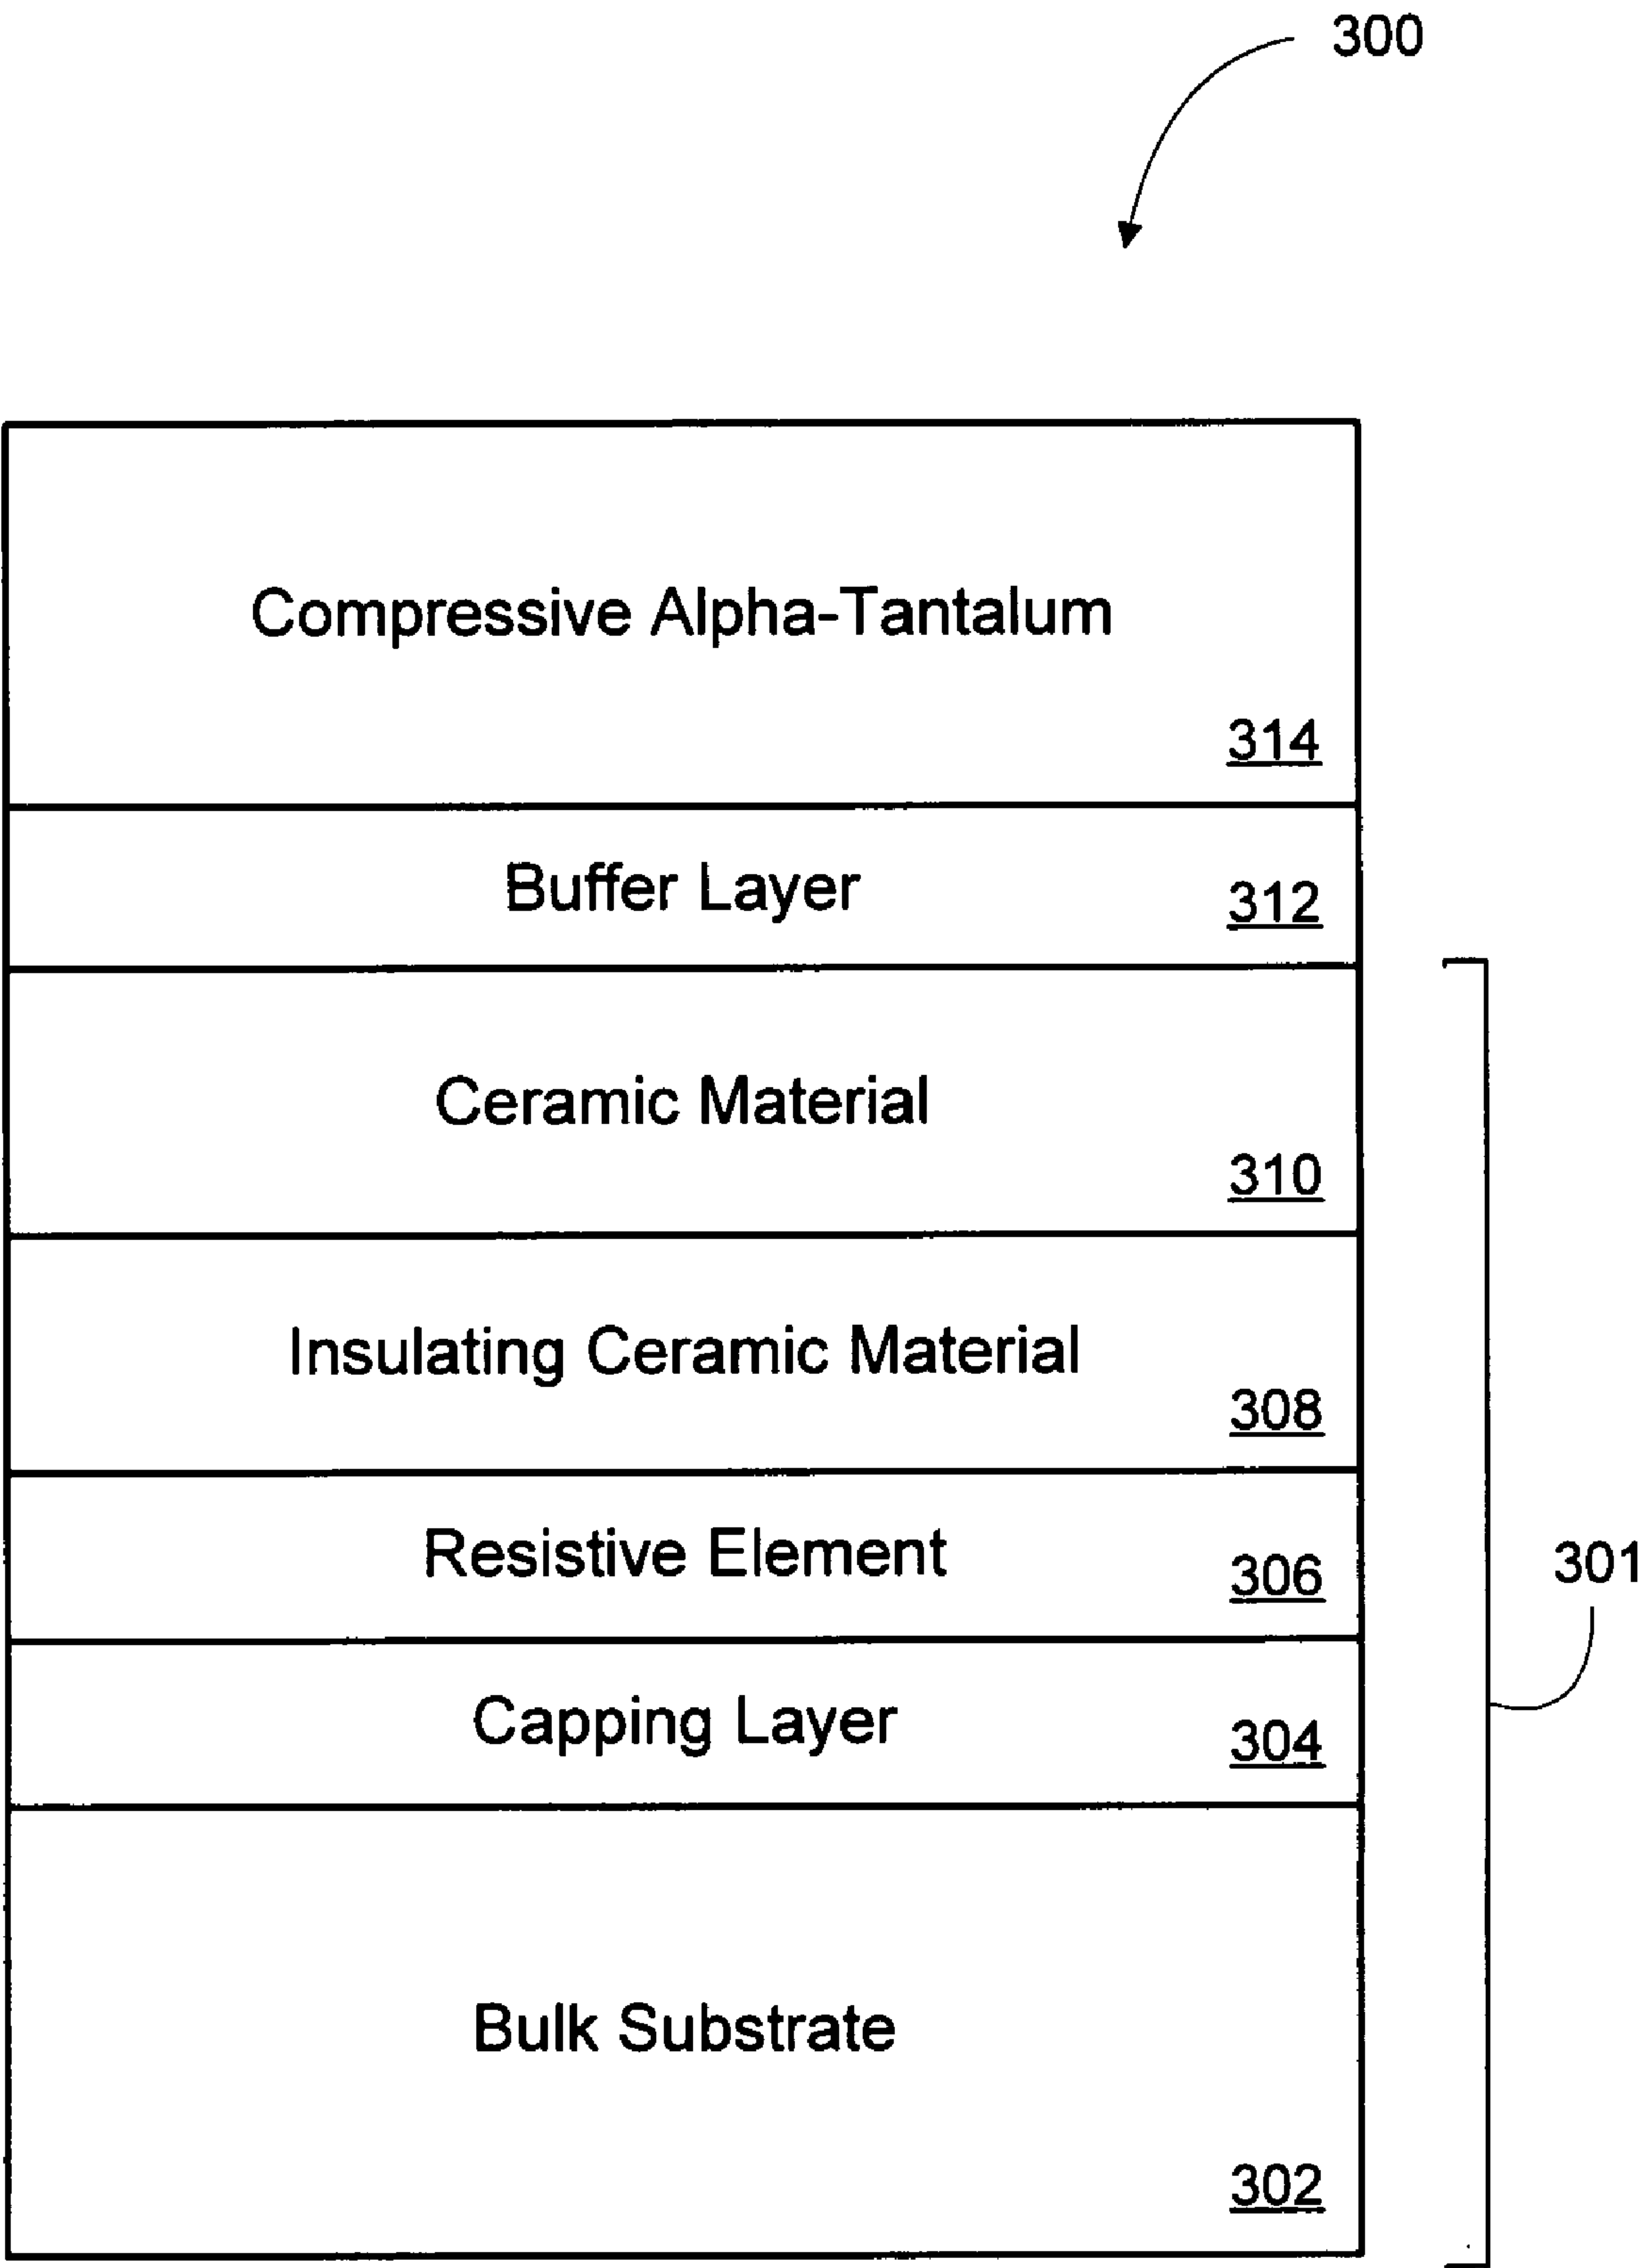 300
Compressive Alpha-Tantalum
314
Buffer Layer
312
Ceramic Material
310
Insulating Ceramic Material
308
Resistive Element
306
301
Capping Layer
304
Bulk Substrate
302